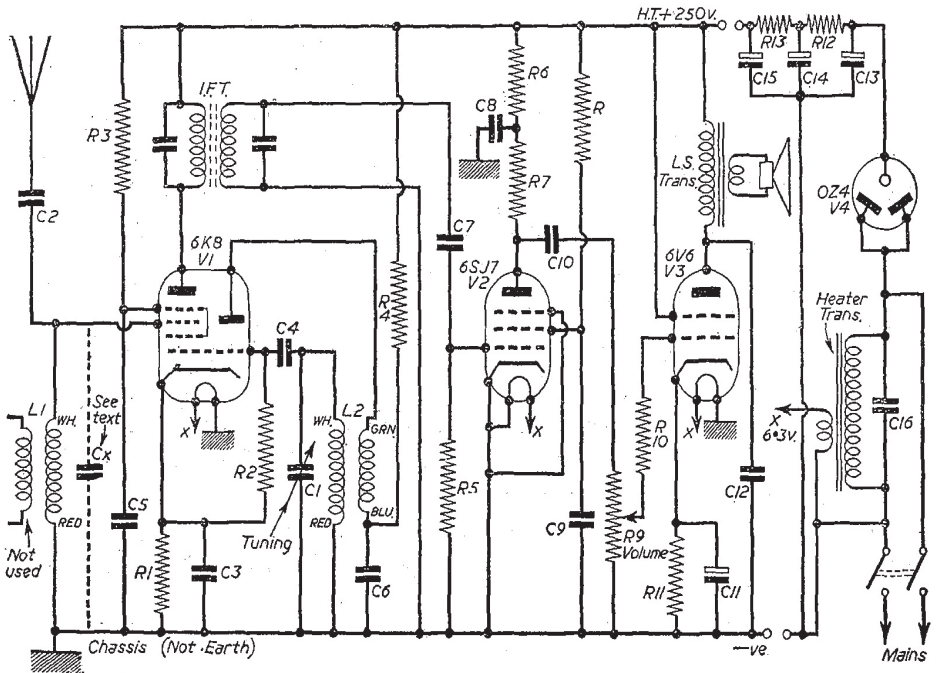 H.T.+250v.
R13
R12
C15
C14
C13
I.F.T.
R3
C8
R6
R
R7
L.S.
Trans.
OZ4
V4
C2
C7
6K8
V1
6SJ7
V2
C10
6V6
V3
R
4
C4
Heater
Trans.
L1
WH.
See
text
Cx
X
R2
WH.
L2
GRN
X
R
10
X
X
6·3v.
C16
Not
used
RED
C5
C1
RED
BLU.
R5
C9
R9
Volume
C12
R1
C3
Tuning
C6
R11
C11
Chassis (Not Earth)
—ve.
Mains